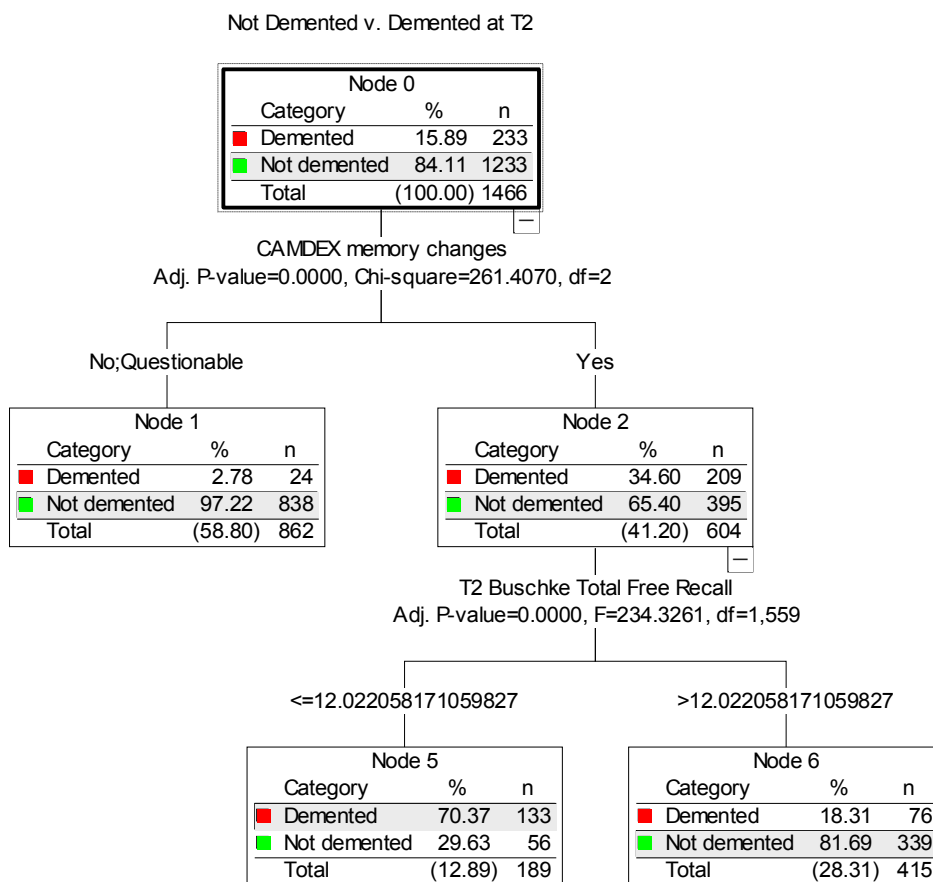 Not Demented v. Demented at T2
Node 0
Category % n
Demented 15.89 233
Not demented 84.11 1233
Total (100.00) 1466
CAMDEX memory changes
Adj. P-value=0.0000, Chi-square=261.4070, df=2
No;Questionable
Yes
Node 1
Category % n
Demented 2.78 24
Not demented 97.22 838
Total (58.80) 862
Node 2
Category % n
Demented 34.60 209
Not demented 65.40 395
Total (41.20) 604
T2 Buschke Total Free Recall
Adj. P-value=0.0000, F=234.3261, df=1,559
<=12.022058171059827
>12.022058171059827
Node 5
Category % n
Demented 70.37 133
Not demented 29.63 56
Total (12.89) 189
Node 6
Category % n
Demented 18.31 76
Not demented 81.69 339
Total (28.31) 415